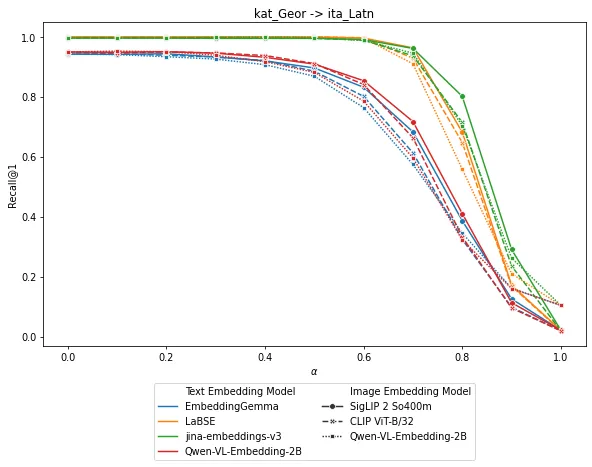 kat_Geor -> ita_Latn
Recall@1
1.0
0.8
0.6
0.4
0.2
0.0
0.0 0.2 0.4 0.6 0.8 1.0
α
Text Embedding Model
EmbeddingGemma
LaBSE
jina-embeddings-v3
Qwen-VL-Embedding-2B
Image Embedding Model
SigLIP 2 So400m
CLIP ViT-B/32
Qwen-VL-Embedding-2B